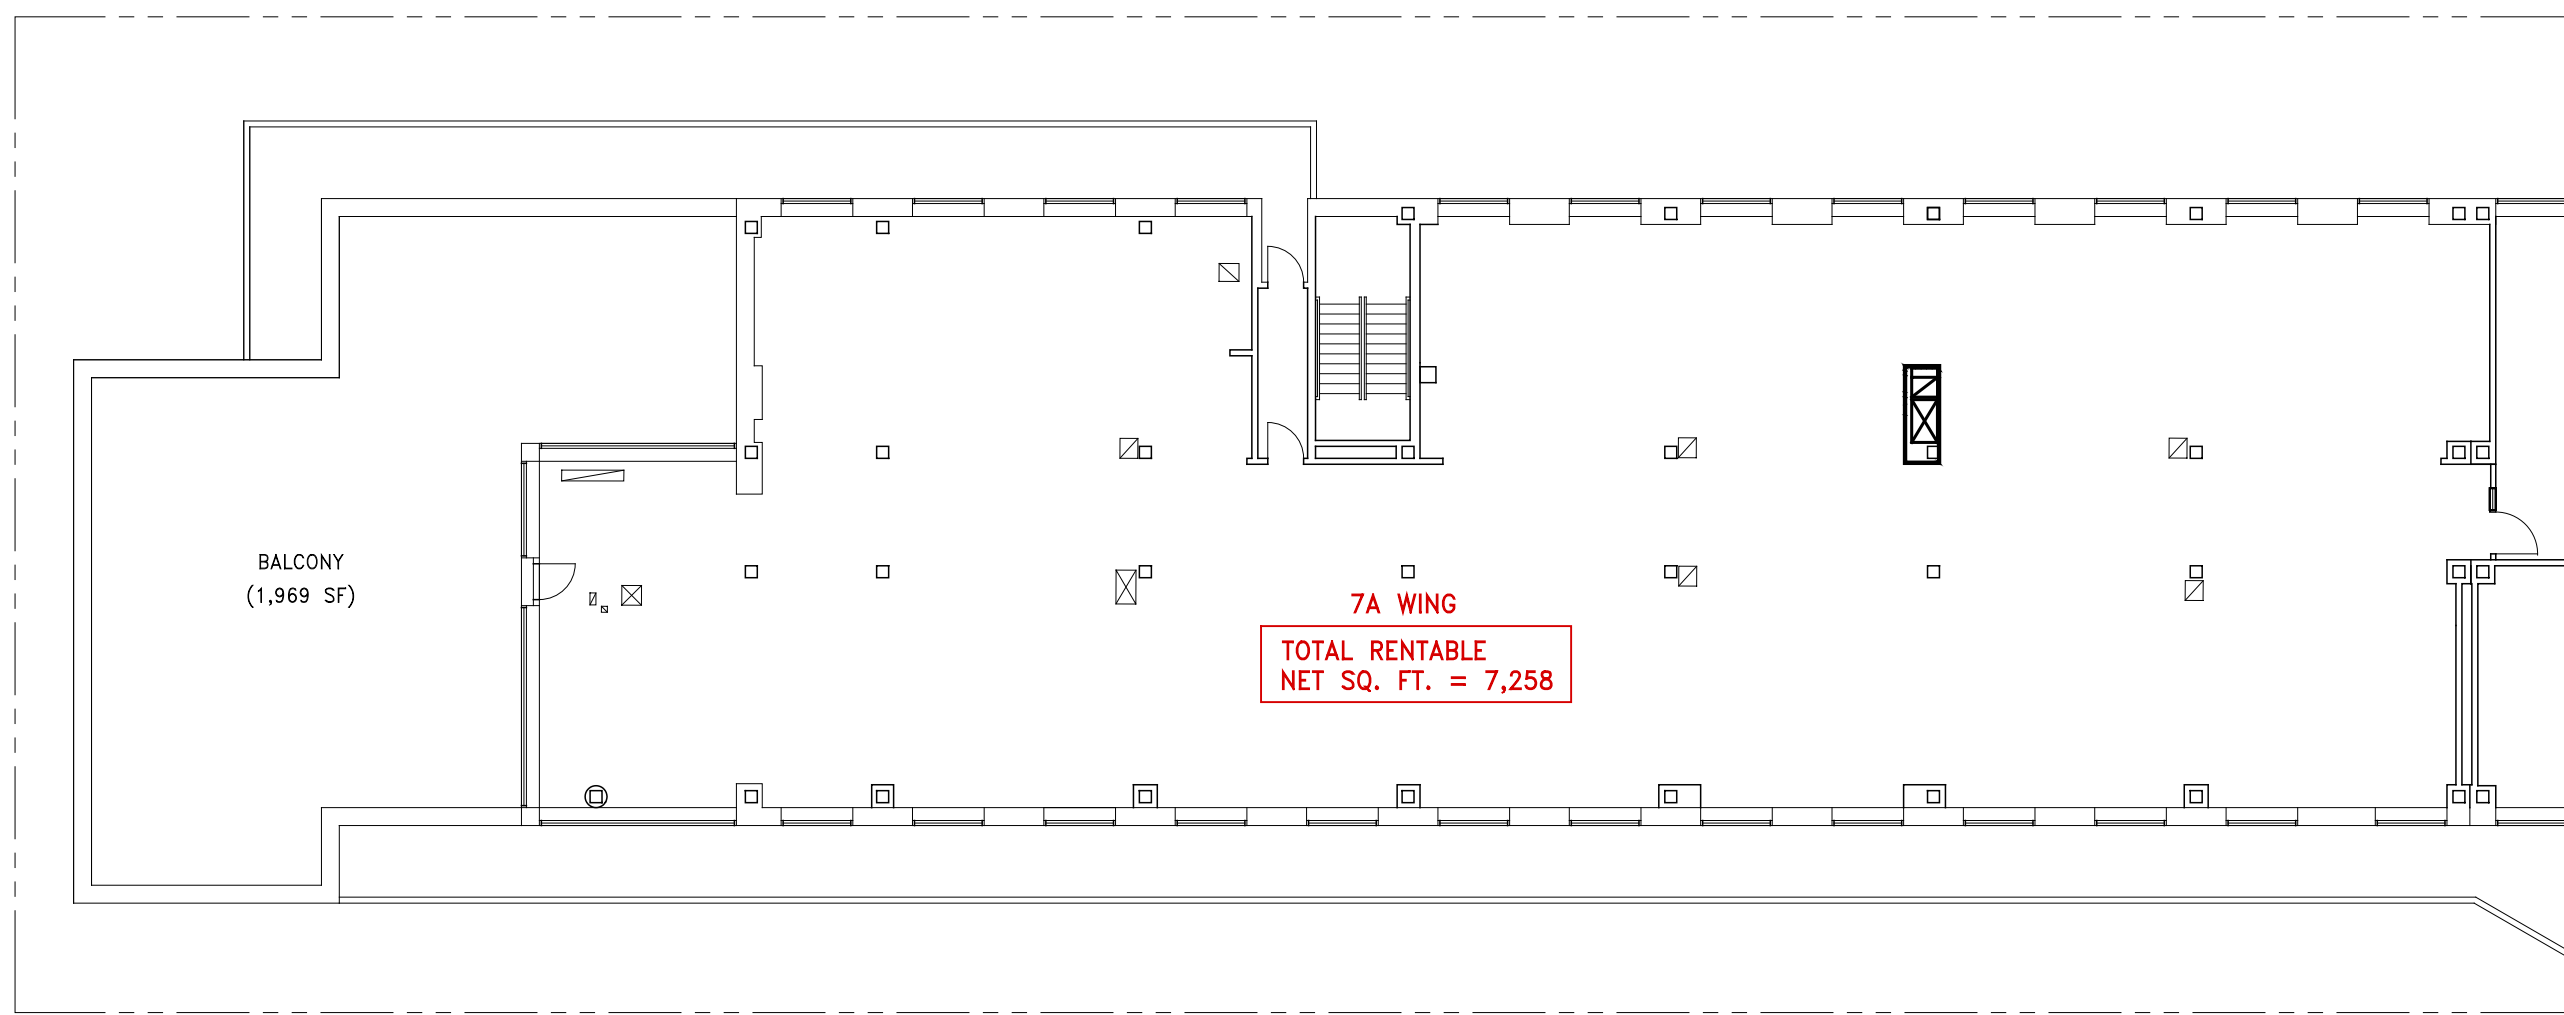 BALCONY
(1,969 SF)
7A WING
TOTAL RENTABLE
NET SQ. FT. = 7,258